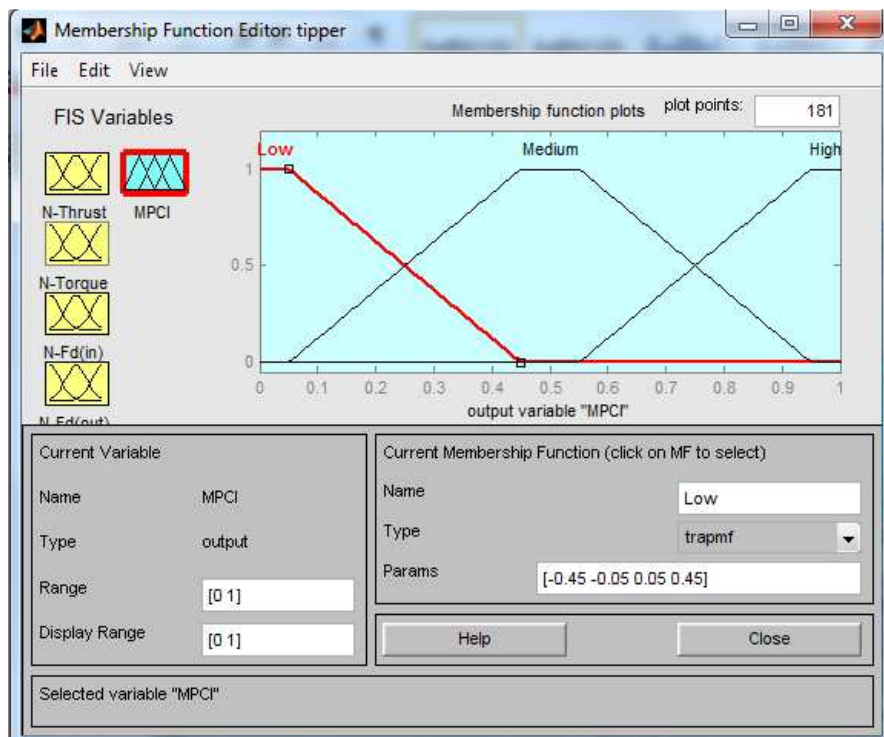 Membership Function Editor: tipper
File Edit View
FIS Variables
Membership function plots
plot points:
181
N-Thrust
MPCI
N-Torque
N-Fd(in)
N-Fd(out)
Low
Medium
High
1
0.5
0
0 0.1 0.2 0.3 0.4 0.5 0.6 0.7 0.8 0.9 1
output variable "MPCI"
Current Variable
Name MPCI
Type output
Range [0 1]
Display Range [0 1]
Current Membership Function (click on MF to select)
Name Low
Type trapmf
Params [-0.45 -0.05 0.05 0.45]
Help
Close
Selected variable "MPCI"